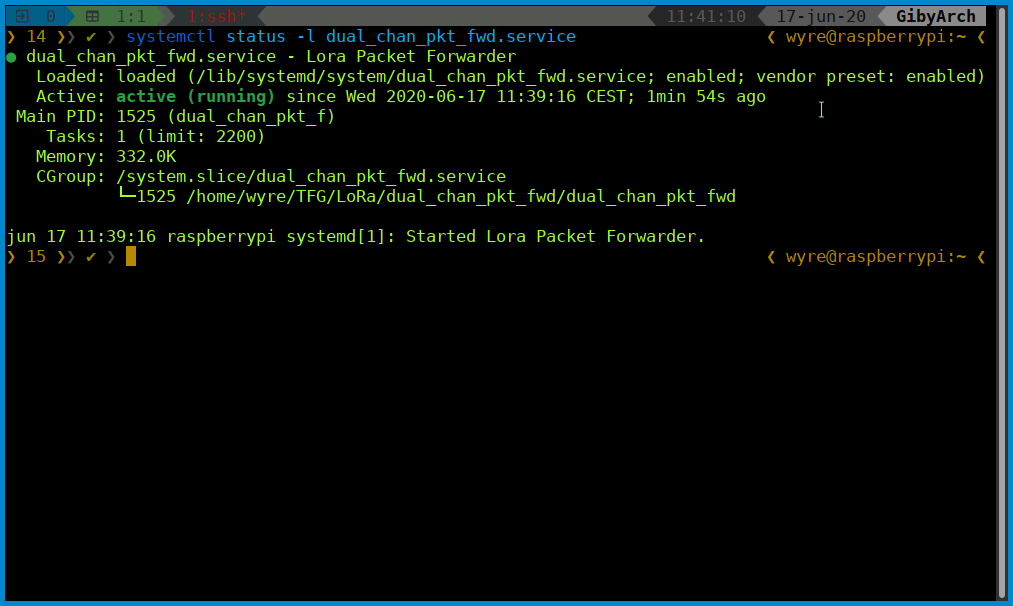 0 1:1 1:ssh* 11:41:10 17-jun-20 GibyArch
❯ 14 ❯❯ ✔ ❯ systemctl status -l dual_chan_pkt_fwd.service ❮ wyre@raspberrypi:~ ❮
● dual_chan_pkt_fwd.service - Lora Packet Forwarder
Loaded: loaded (/lib/systemd/system/dual_chan_pkt_fwd.service; enabled; vendor preset: enabled)
Active: active (running) since Wed 2020-06-17 11:39:16 CEST; 1min 54s ago
Main PID: 1525 (dual_chan_pkt_f)
Tasks: 1 (limit: 2200)
Memory: 332.0K
CGroup: /system.slice/dual_chan_pkt_fwd.service
└─1525 /home/wyre/TFG/LoRa/dual_chan_pkt_fwd/dual_chan_pkt_fwd
jun 17 11:39:16 raspberrypi systemd[1]: Started Lora Packet Forwarder.
❯ 15 ❯❯ ✔ ❯ ❮ wyre@raspberrypi:~ ❮